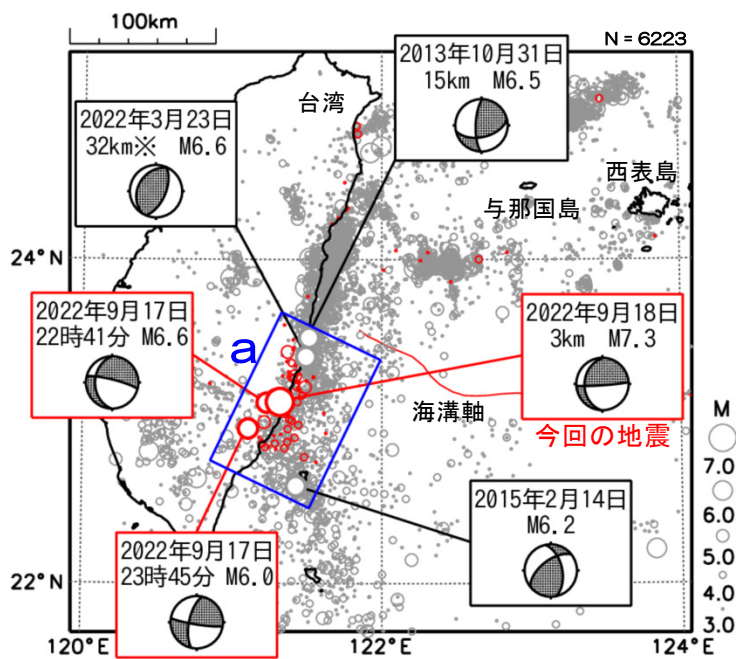 100km
N = 6223
2013年10月31日
15km M6.5
台湾
2022年3月23日
32km※ M6.6
西表島
与那国島
24°N
2022年9月17日
22時41分 M6.6
a
2022年9月18日
3km M7.3
海溝軸
今回の地震
M
7.0
6.0
5.0
4.0
3.0
2015年2月14日
M6.2
22°N
2022年9月17日
23時45分 M6.0
120°E
122°E
124°E